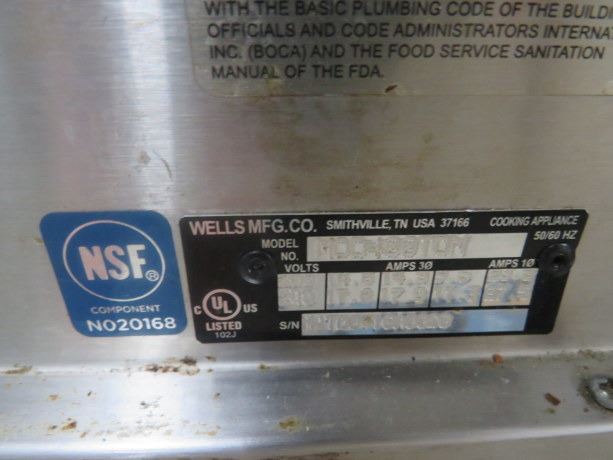 WITH THE BASIC PLUMBING CODE OF THE
OFFICIALS AND CODE ADMINISTRATORS
INC. (BOCA) AND THE FOOD SERVICE SANITATION
MANUAL OF THE FDA.
NSF®
COMPONENT
N020168
WELLS MFG.CO. SMITHVILLE, TN USA 37166 COOKING APPLIANCE
MODEL NO. 50/60 HZ
VOLTS AMPS 3Ø AMPS 1Ø
C UL US
LISTED
102J
S/N